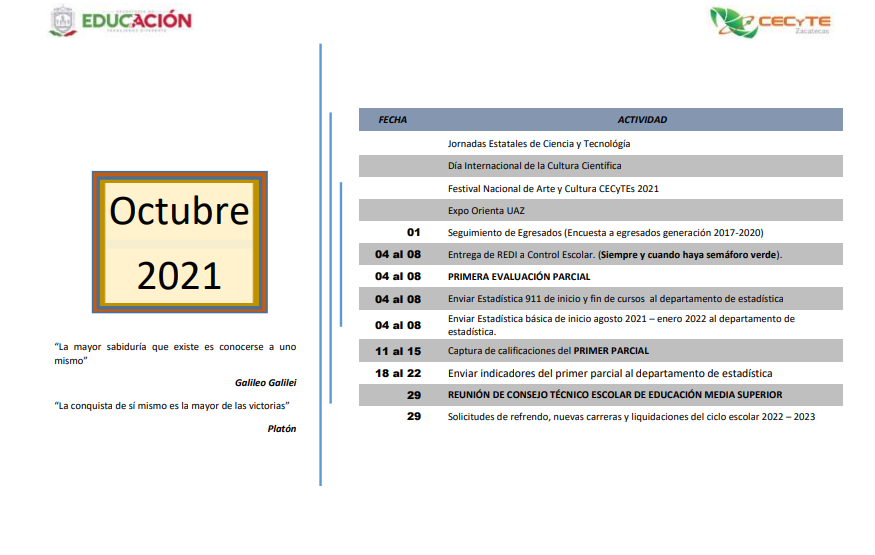 EDUCACIÓN
CECyTE
Zacatecas
Octubre
2021
“La mayor sabiduría que existe es conocerse a uno
mismo”
Galileo Galilei
“La conquista de sí mismo es la mayor de las victorias”
Platón
FECHA ACTIVIDAD
Jornadas Estatales de Ciencia y Tecnológía
Día Internacional de la Cultura Científica
Festival Nacional de Arte y Cultura CECyTEs 2021
Expo Orienta UAZ
01 Seguimiento de Egresados (Encuesta a egresados generación 2017-2020)
04 al 08 Entrega de REDI a Control Escolar. (Siempre y cuando haya semáforo verde).
04 al 08 PRIMERA EVALUACIÓN PARCIAL
04 al 08 Enviar Estadística 911 de inicio y fin de cursos al departamento de estadística
04 al 08 Enviar Estadística básica de inicio agosto 2021 – enero 2022 al departamento de
estadística.
11 al 15 Captura de calificaciones del PRIMER PARCIAL
18 al 22 Enviar indicadores del primer parcial al departamento de estadística
29 REUNIÓN DE CONSEJO TÉCNICO ESCOLAR DE EDUCACIÓN MEDIA SUPERIOR
29 Solicitudes de refrendo, nuevas carreras y liquidaciones del ciclo escolar 2022 – 2023